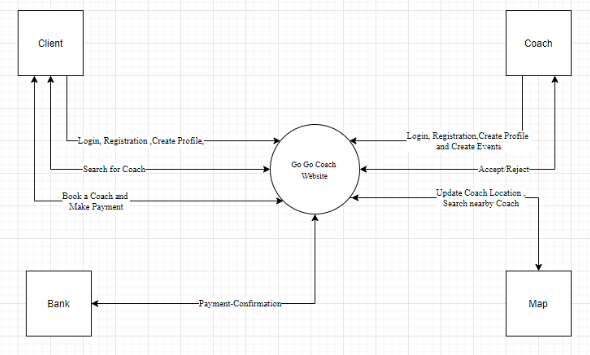 Client
Coach
Login, Registration ,Create Profile,
Login, Registration,Create Profile
and Create Events
Go Go Coach
Website
Search for Coach
Accept/Reject
Book a Coach and
Make Payment
Update Coach Location ,
Search nearby Coach
Bank
Payment-Confirmation
Map